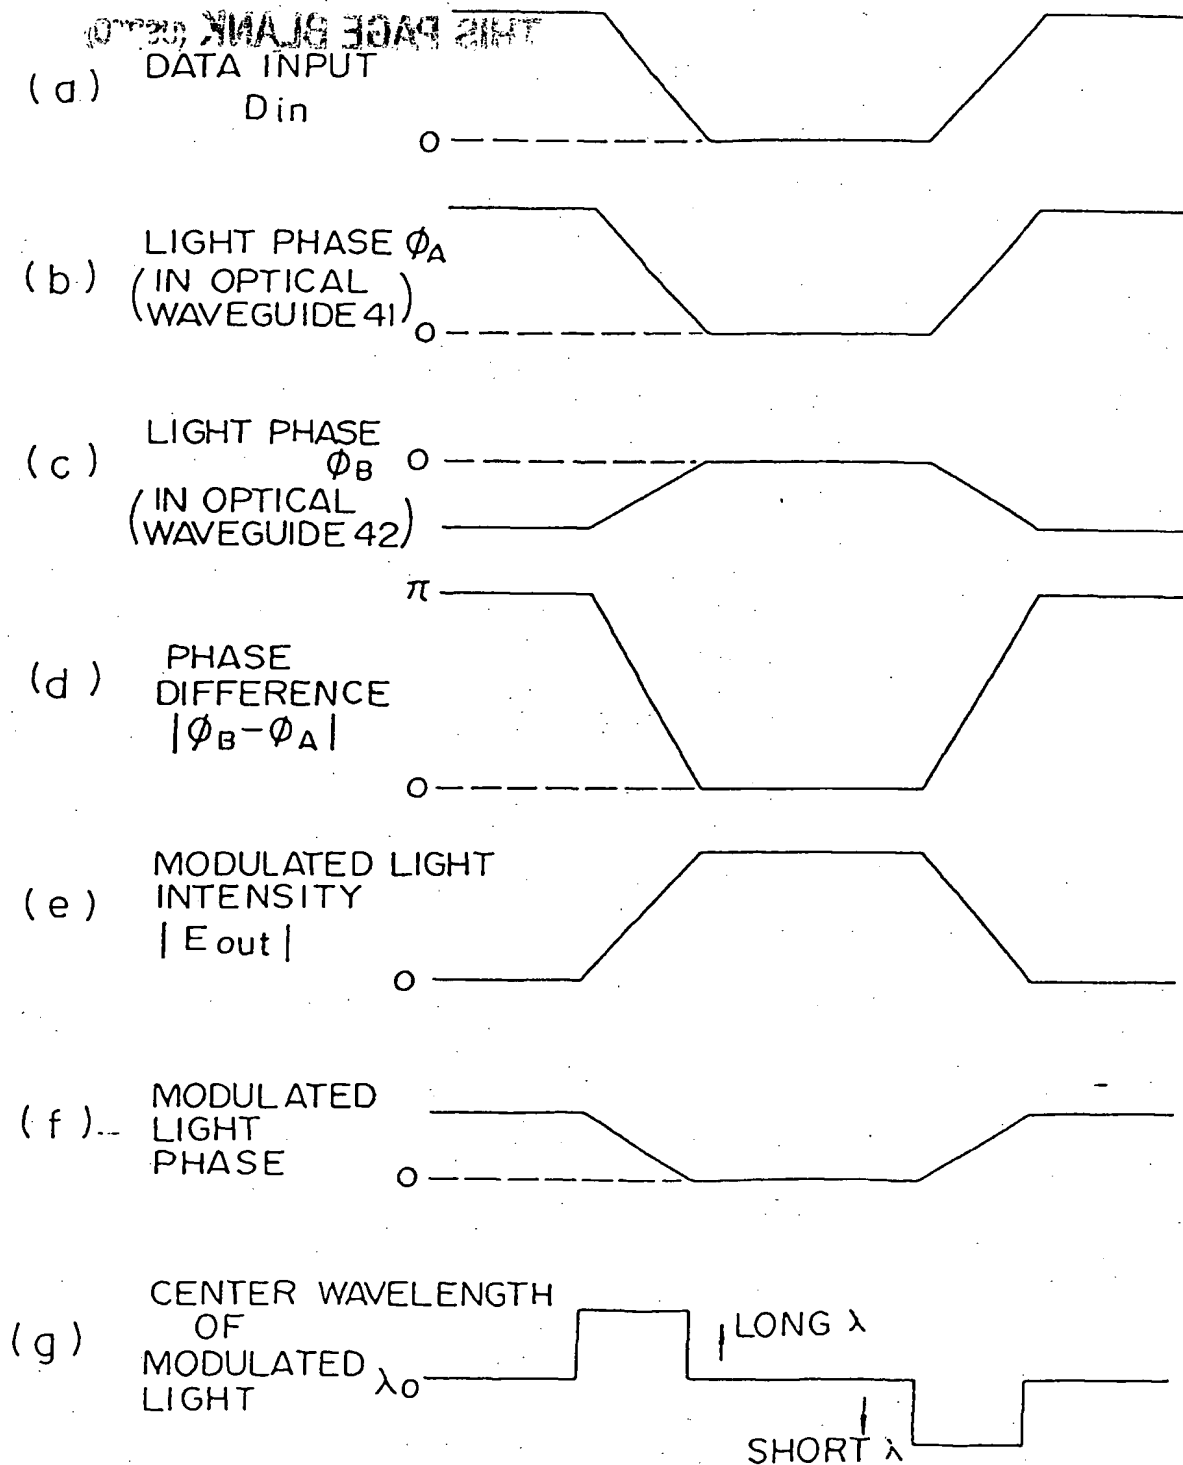 THIS PAGE BLANK
(a) DATA INPUT
Din
0
(b) LIGHT PHASE ϕA
(IN OPTICAL
WAVEGUIDE 41)
0
(c) LIGHT PHASE
ϕB 0
(IN OPTICAL
WAVEGUIDE 42)
π
(d) PHASE
DIFFERENCE
|ϕB-ϕA|
0
(e) MODULATED LIGHT
INTENSITY
|Eout|
0
(f) MODULATED
LIGHT
PHASE
0
(g) CENTER WAVELENGTH
OF
MODULATED
LIGHT
λ0
LONG λ
SHORT λ